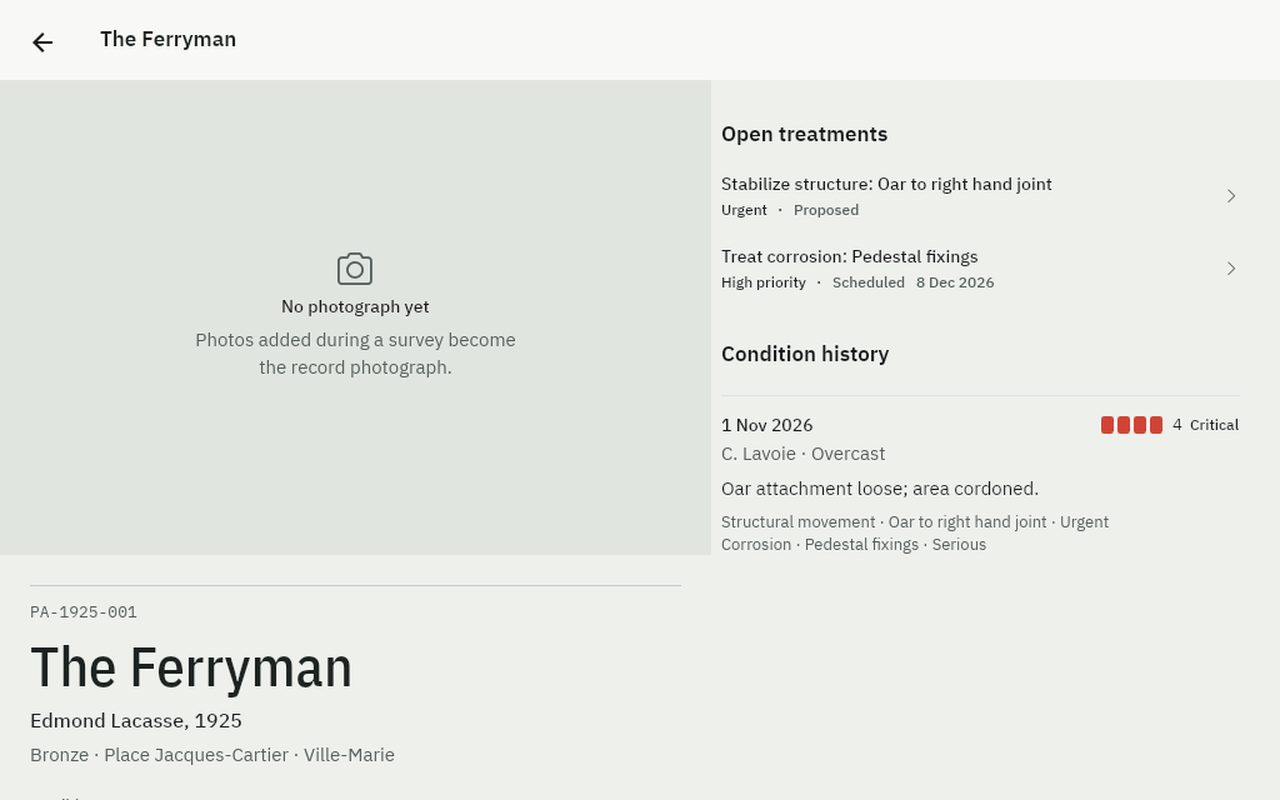 The Ferryman
No photograph yet
Photos added during a survey become
the record photograph.
PA-1925-001
The Ferryman
Edmond Lacasse, 1925
Bronze · Place Jacques-Cartier · Ville-Marie
Open treatments
Stabilize structure: Oar to right hand joint
Urgent · Proposed
Treat corrosion: Pedestal fixings
High priority · Scheduled 8 Dec 2026
Condition history
1 Nov 2026 4 Critical
C. Lavoie · Overcast
Oar attachment loose; area cordoned.
Structural movement · Oar to right hand joint · Urgent
Corrosion · Pedestal fixings · Serious